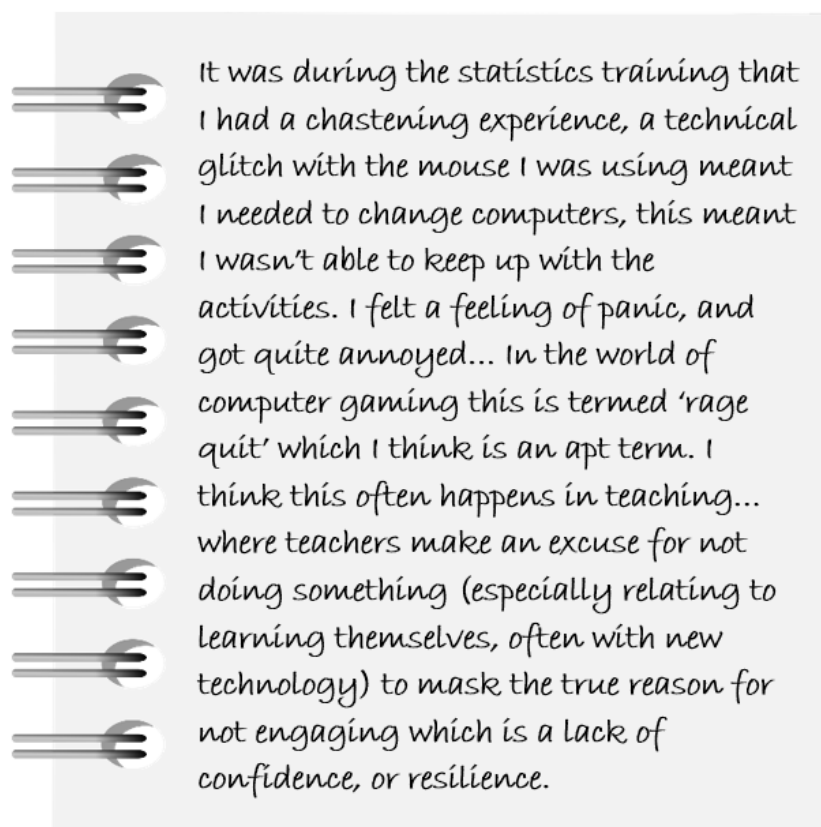 It was during the statistics training that
I had a chastening experience, a technical
glitch with the mouse I was using meant
I needed to change computers, this meant
I wasn't able to keep up with the
activities. I felt a feeling of panic, and
got quite annoyed... In the world of
computer gaming this is termed 'rage
quit' which I think is an apt term. I
think this often happens in teaching...
where teachers make an excuse for not
doing something (especially relating to
learning themselves, often with new
technology) to mask the true reason for
not engaging which is a lack of
confidence, or resilience.